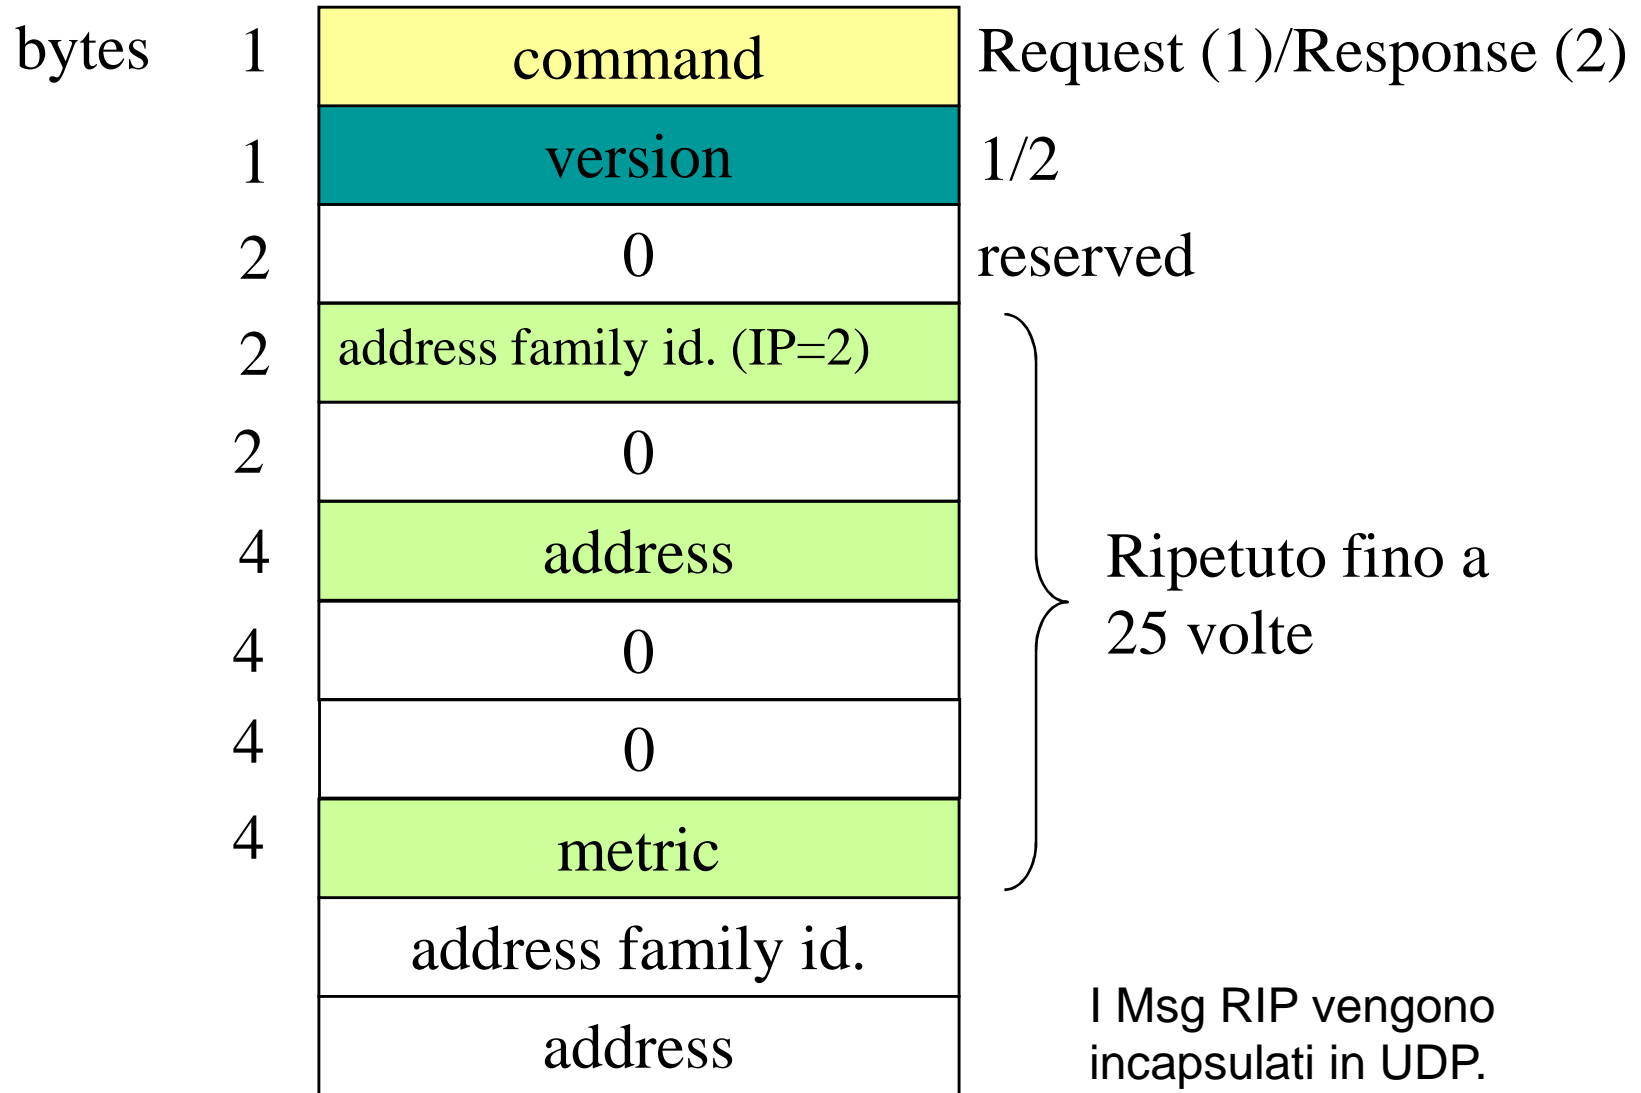 bytes 1 command Request (1)/Response (2)
1 version 1/2
2 0 reserved
2 address family id. (IP=2)
2 0
4 address
4 0
4 0
4 metric
Ripetuto fino a
25 volte
address family id.
address
I Msg RIP vengono
incapsulati in UDP.